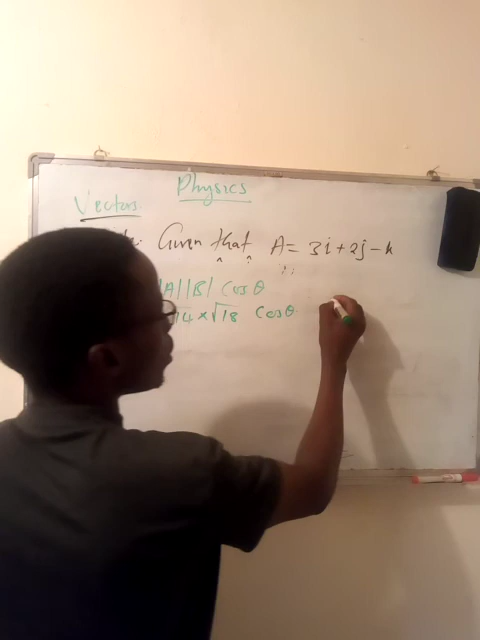 Physics
Vectors.
Given that A = 3i + 2j - k
|A||B| Cos θ
14 × √18 Cos θ